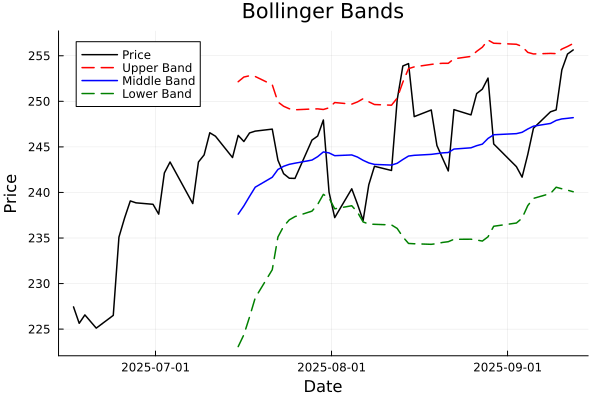 Bollinger Bands
Price
Upper Band
Middle Band
Lower Band
Price
255
250
245
240
235
230
225
2025-07-01
2025-08-01
2025-09-01
Date